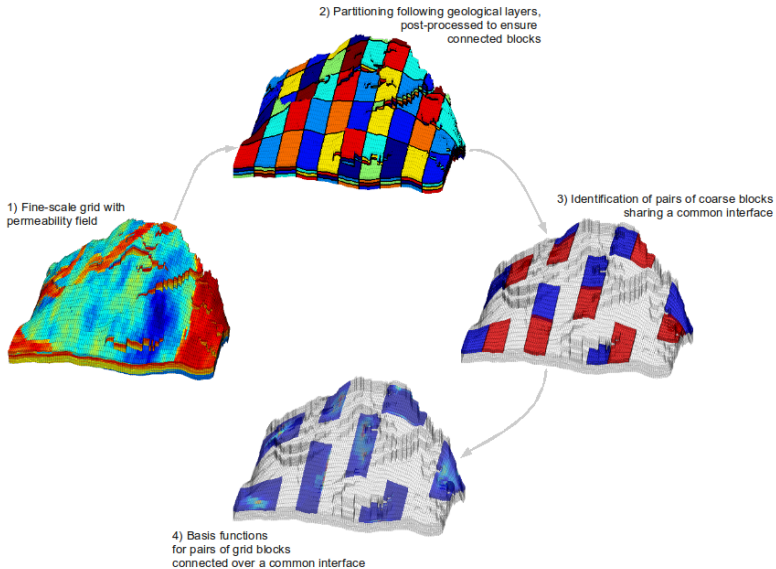 2) Partitioning following geological layers,
post-processed to ensure
connected blocks
1) Fine-scale grid with
permeability field
3) Identification of pairs of coarse blocks
sharing a common interface
4) Basis functions
for pairs of grid blocks
connected over a common interface